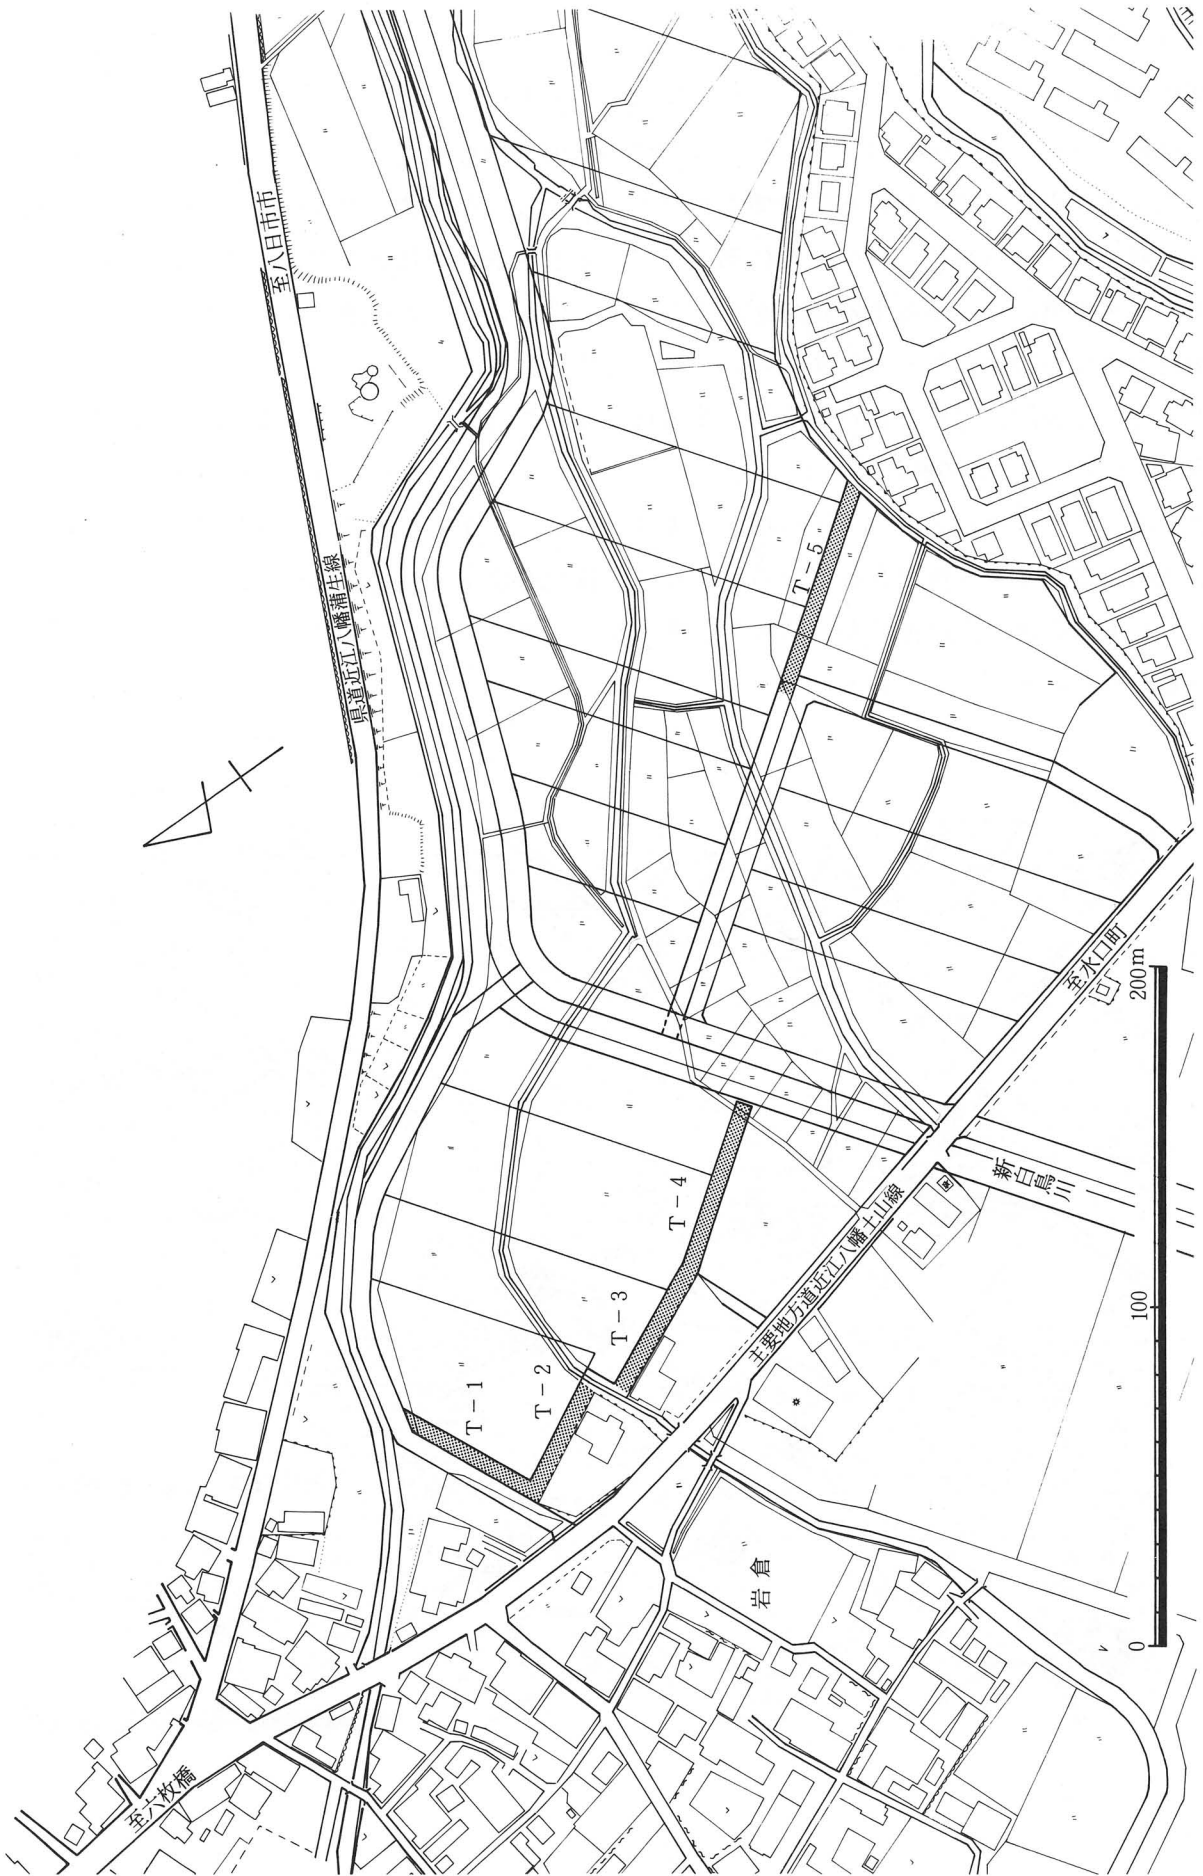 至八日市市
県道近江八幡蒲生線
T-5
至水口町
200m
T-4
新白鳥川
T-3
主要地方道近江八幡土山線
100
T-2
T-1
岩倉
0
至六枚橋